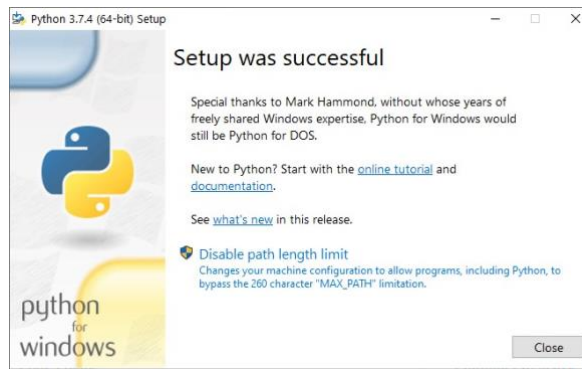 Python 3.7.4 (64-bit) Setup
Setup was successful
Special thanks to Mark Hammond, without whose years of
freely shared Windows expertise, Python for Windows would
still be Python for DOS.
New to Python? Start with the online tutorial and
documentation.
See what's new in this release.
Disable path length limit
Changes your machine configuration to allow programs, including Python, to
bypass the 260 character "MAX_PATH" limitation.
python
for
windows
Close